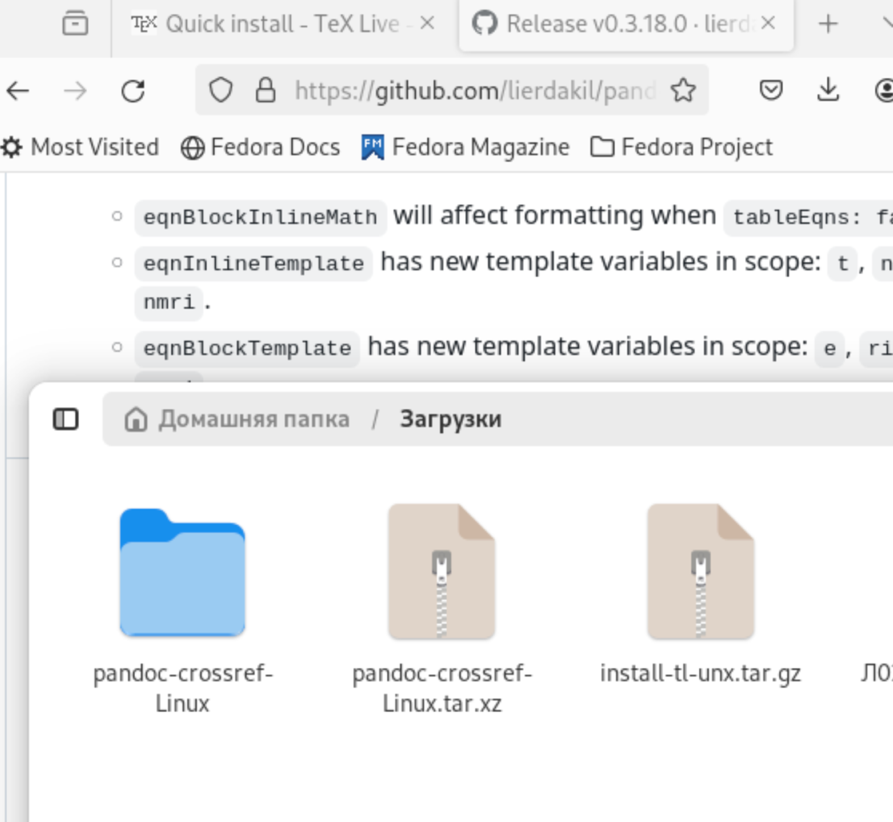 Quick install - TeX Live -
Release v0.3.18.0 · lierd
https://github.com/lierdakil/pand
Most Visited
Fedora Docs
FM
Fedora Magazine
Fedora Project
eqnBlockInlineMath will affect formatting when tableEqns: fa
eqnInlineTemplate has new template variables in scope: t, n
nmri.
eqnBlockTemplate has new template variables in scope: e, ri
Домашняя папка / Загрузки
pandoc-crossref-
Linux
pandoc-crossref-
Linux.tar.xz
install-tl-unx.tar.gz